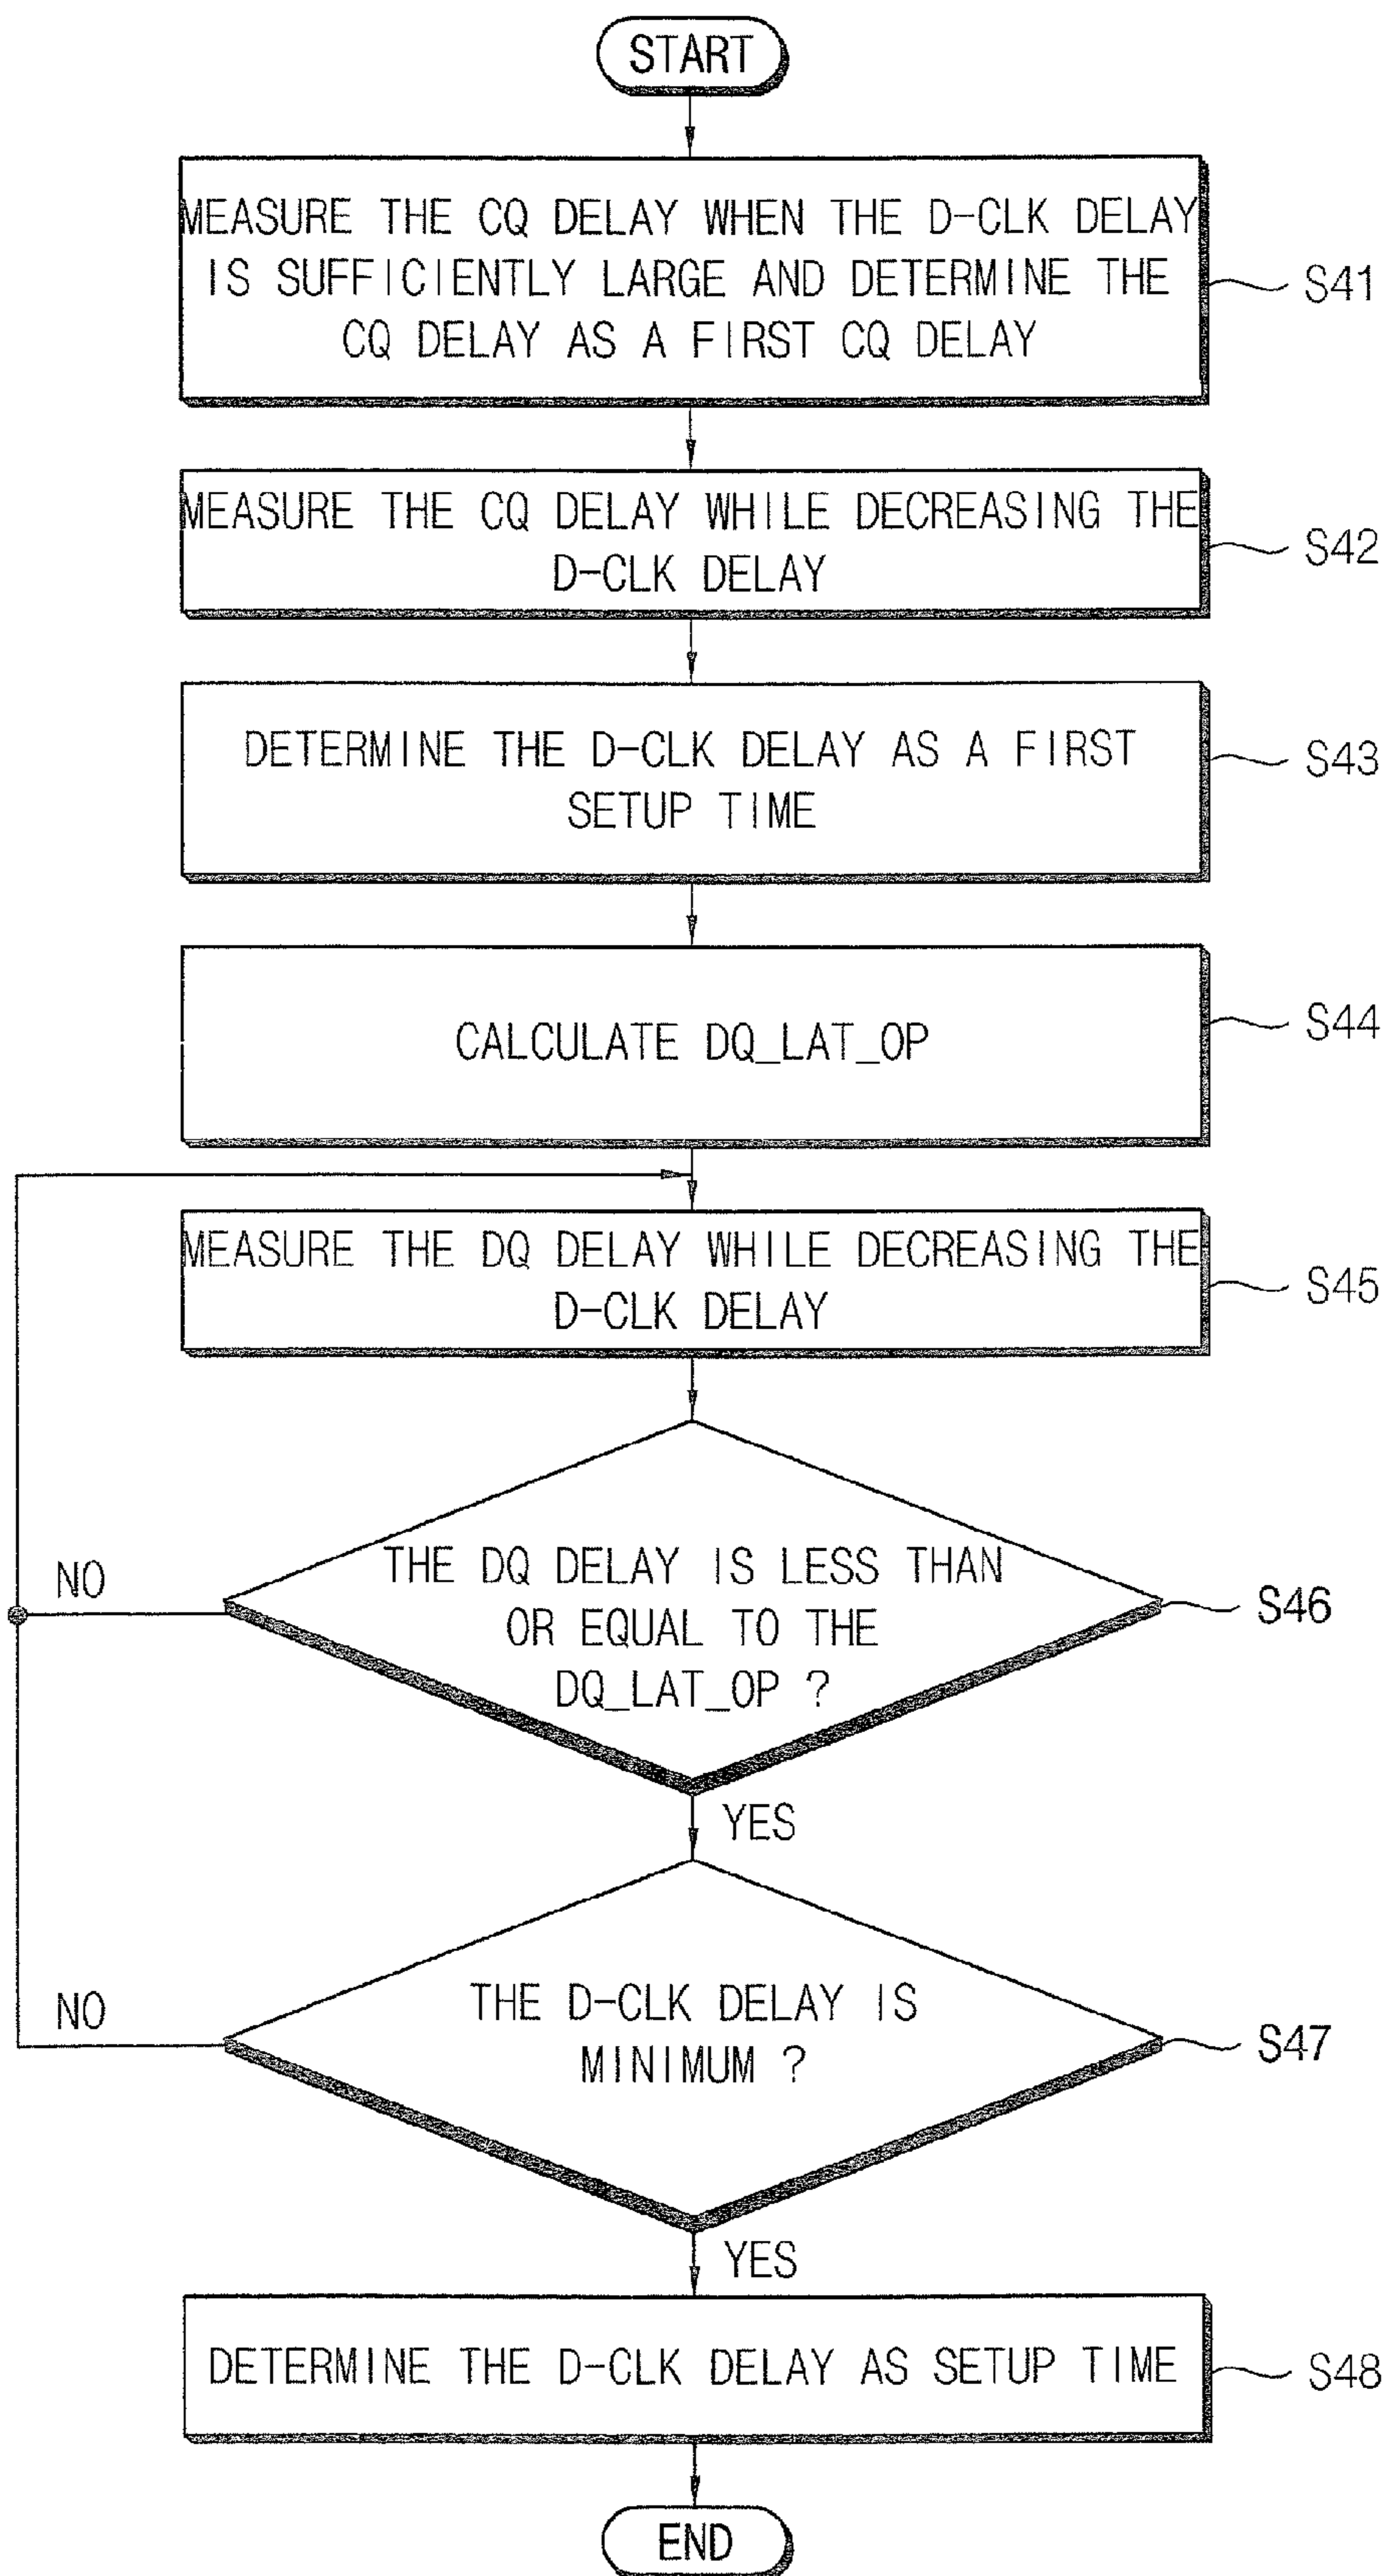 START
MEASURE THE CQ DELAY WHEN THE D-CLK DELAY
IS SUFFICIENTLY LARGE AND DETERMINE THE
CQ DELAY AS A FIRST CQ DELAY
S41
MEASURE THE CQ DELAY WHILE DECREASING THE
D-CLK DELAY
S42
DETERMINE THE D-CLK DELAY AS A FIRST
SETUP TIME
S43
CALCULATE DQ_LAT_OP
S44
MEASURE THE DQ DELAY WHILE DECREASING THE
D-CLK DELAY
S45
THE DQ DELAY IS LESS THAN
OR EQUAL TO THE
DQ_LAT_OP ?
S46
NO
YES
THE D-CLK DELAY IS
MINIMUM ?
S47
NO
YES
DETERMINE THE D-CLK DELAY AS SETUP TIME
S48
END